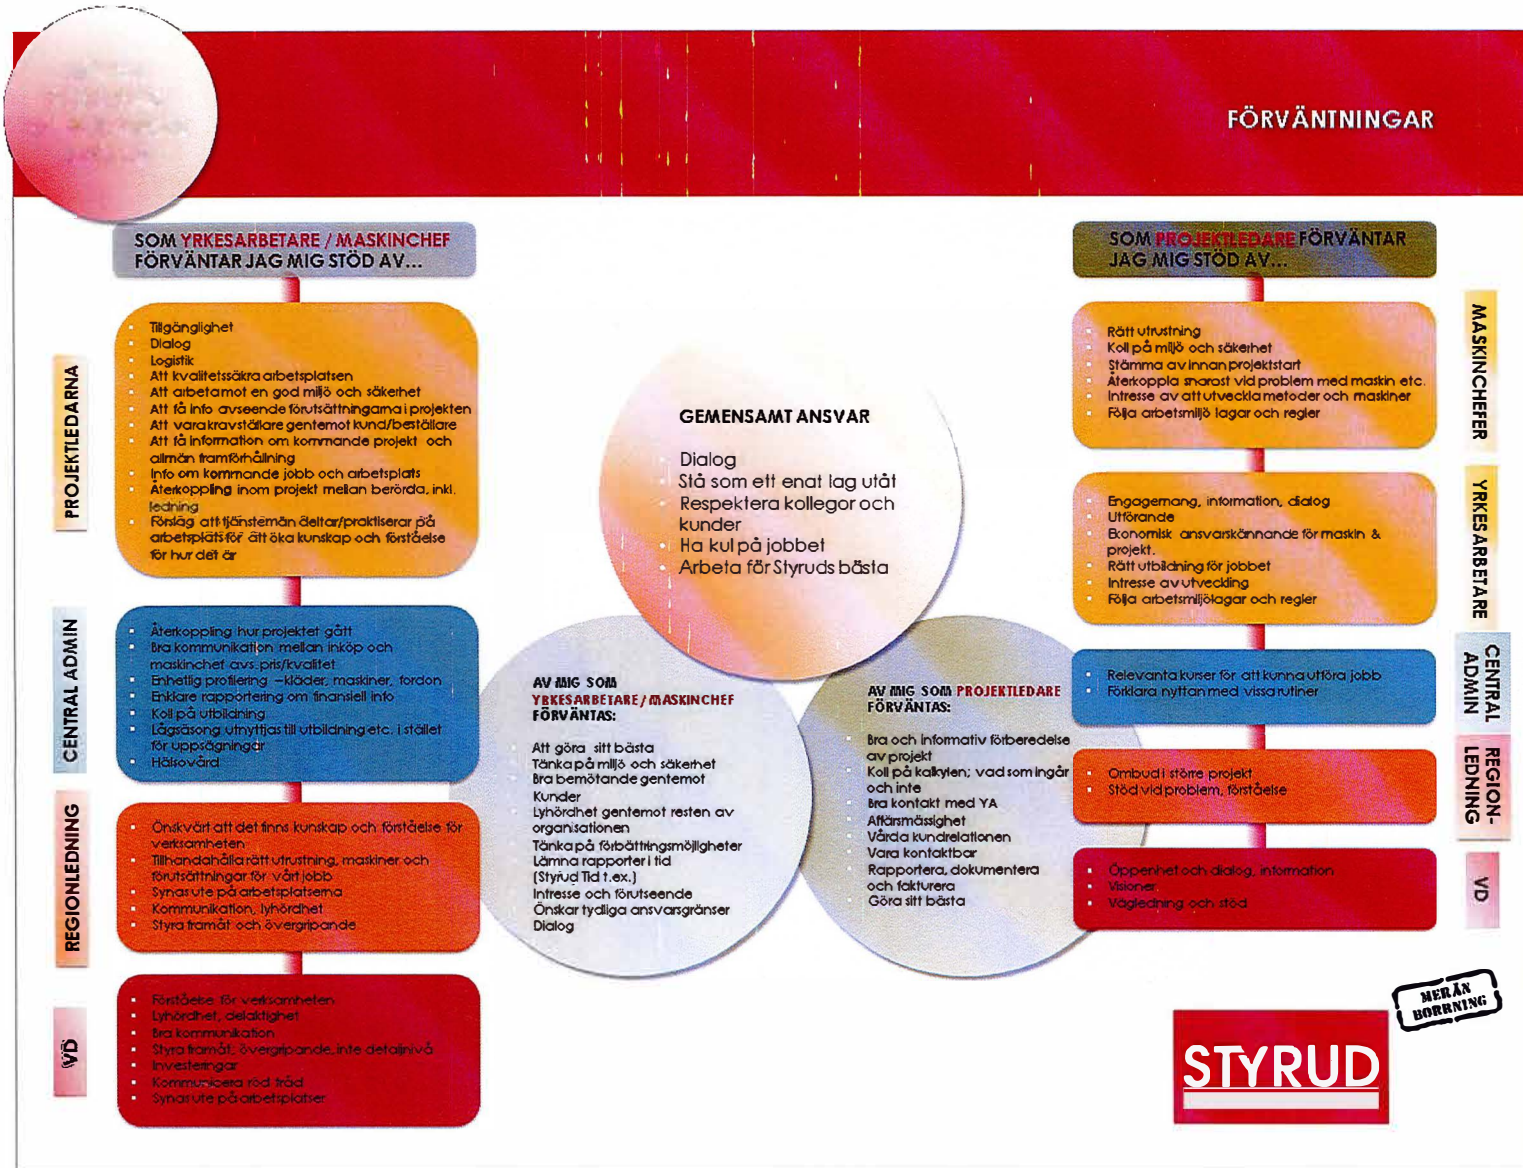 FÖRVÄNTNINGAR
SOM YRKESARBETARE / MASKINCHEF
FÖRVÄNTAR JAG MIG STÖD AV...
PROJEKTLEDARNA
Tillgänglighet
Dialog
Logistik
Att kvalitetssäkra arbetsplatsen
Att arbeta mot en god miljö och säkerhet
Att få info avseende förutsättningarna i projekten
Att vara kravställare gentemot kund/beställare
Att få information om kommande projekt och
allmän framförhållning
Info om kommande jobb och arbetsplats
Återkoppling inom projekt mellan berörda, inkl.
ledning
Förslag att tjänstemän deltar/praktiserar på
arbetsplats för att öka kunskap och förståelse
för hur det är
CENTRAL ADMIN
Återkoppling hur projektet gått
Bra kommunikation mellan inköp och
maskinchef avs. pris/kvalitet
Enhetlig profilering – kläder, maskiner, fordon
Enklare rapportering om finansiell info
Koll på utbildning
Lågsäsong utnyttjas till utbildning etc. i stället
för uppsägningar
Hälsovård
REGIONLEDNING
Önskvärt att det finns kunskap och förståelse för
verksamheten
Tillhandahålla rätt utrustning, maskiner och
förutsättningar för vårt jobb
Synas ute på arbetsplatserna
Kommunikation, lyhördhet
Styra framåt och övergripande
VD
Förståelse för verksamheten
Lyhördhet, delaktighet
Bra kommunikation
Styra framåt, övergripande, inte detaljnivå
Investeringar
Kommunicera röd tråd
Synas ute på arbetsplatser
GEMENSAMT ANSVAR
Dialog
Stå som ett enat lag utåt
Respektera kollegor och
kunder
Ha kul på jobbet
Arbeta för Styruds bästa
AV MIG SOM
YRKESARBETARE / MASKINCHEF
FÖRVÄNTAS:
Att göra sitt bästa
Tänka på miljö och säkerhet
Bra bemötande gentemot
Kunder
Lyhördhet gentemot resten av
organisationen
Tänka på förbättringsmöjligheter
Lämna rapporter i tid
(Styrud Tid t.ex.)
Intresse och förutseende
Önskar tydliga ansvarsgränser
Dialog
AV MIG SOM PROJEKTLEDARE
FÖRVÄNTAS:
Bra och informativ förberedelse
av projekt
Koll på kalkylen; vad som ingår
och inte
Bra kontakt med YA
Affärsmässighet
Vårda kundrelationen
Vara kontaktbar
Rapportera, dokumentera
och fakturera
Göra sitt bästa
SOM PROJEKTLEDARE FÖRVÄNTAR
JAG MIG STÖD AV...
MASKINCHEFER
Rätt utrustning
Koll på miljö och säkerhet
Stämma av innan projektstart
Återkoppla snarast vid problem med maskin etc.
Intresse av att utveckla metoder och maskiner
Följa arbetsmiljö lagar och regler
YRKESARBETARE
Engagemang, information, dialog
Utförande
Ekonomisk ansvarskännande för maskin &
projekt.
Rätt utbildning för jobbet
Intresse av utveckling
Följa arbetsmiljölagar och regler
CENTRAL
ADMIN
Relevanta kurser för att kunna utföra jobb
Förklara nyttan med vissa rutiner
REGION-
LEDNING
Ombud i större projekt
Stöd vid problem, förståelse
VD
Öppenhet och dialog, information
Visioner
Vägledning och stöd
MER ÄN
BORRNING
STYRUD